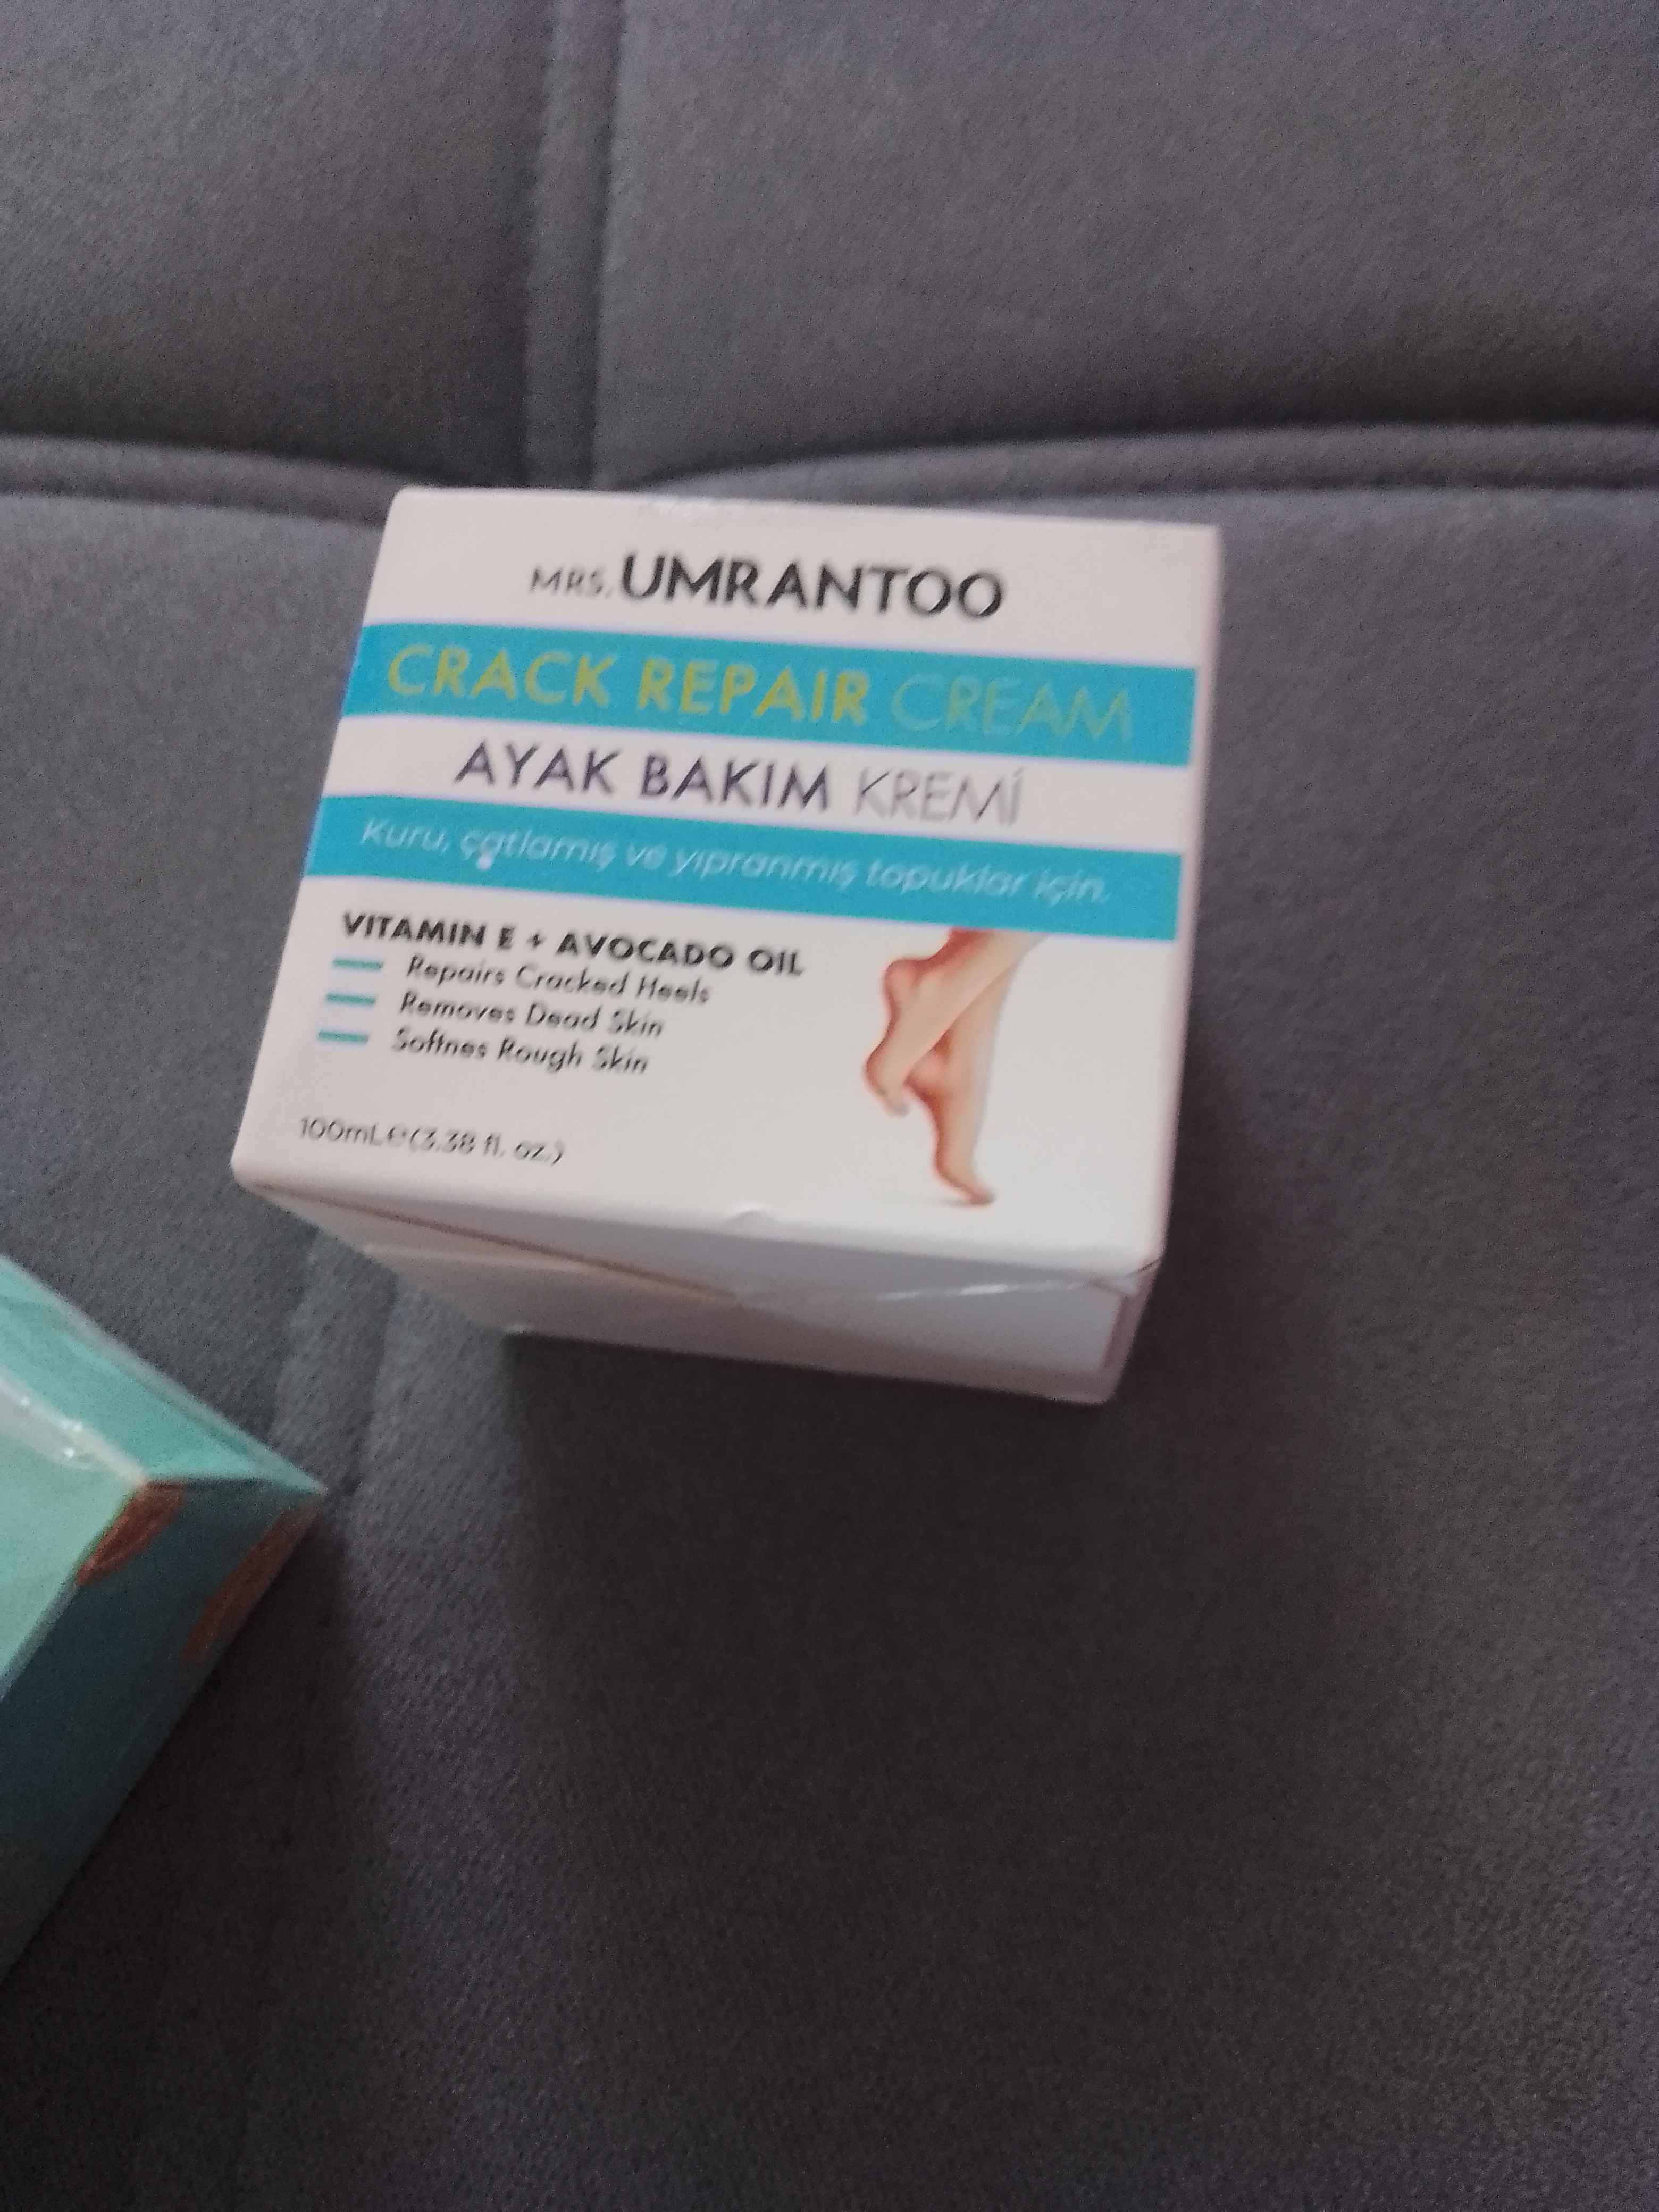 MRS. UMRANTOO
CRACK REPAIR CREAM
AYAK BAKIM KREMİ
Kuru, çatlamış ve yıpranmış topuklar için.
VITAMIN E + AVOCADO OIL
Repairs Cracked Heels
Removes Dead Skin
Softnes Rough Skin
100mL℮(3.38 fl. oz.)